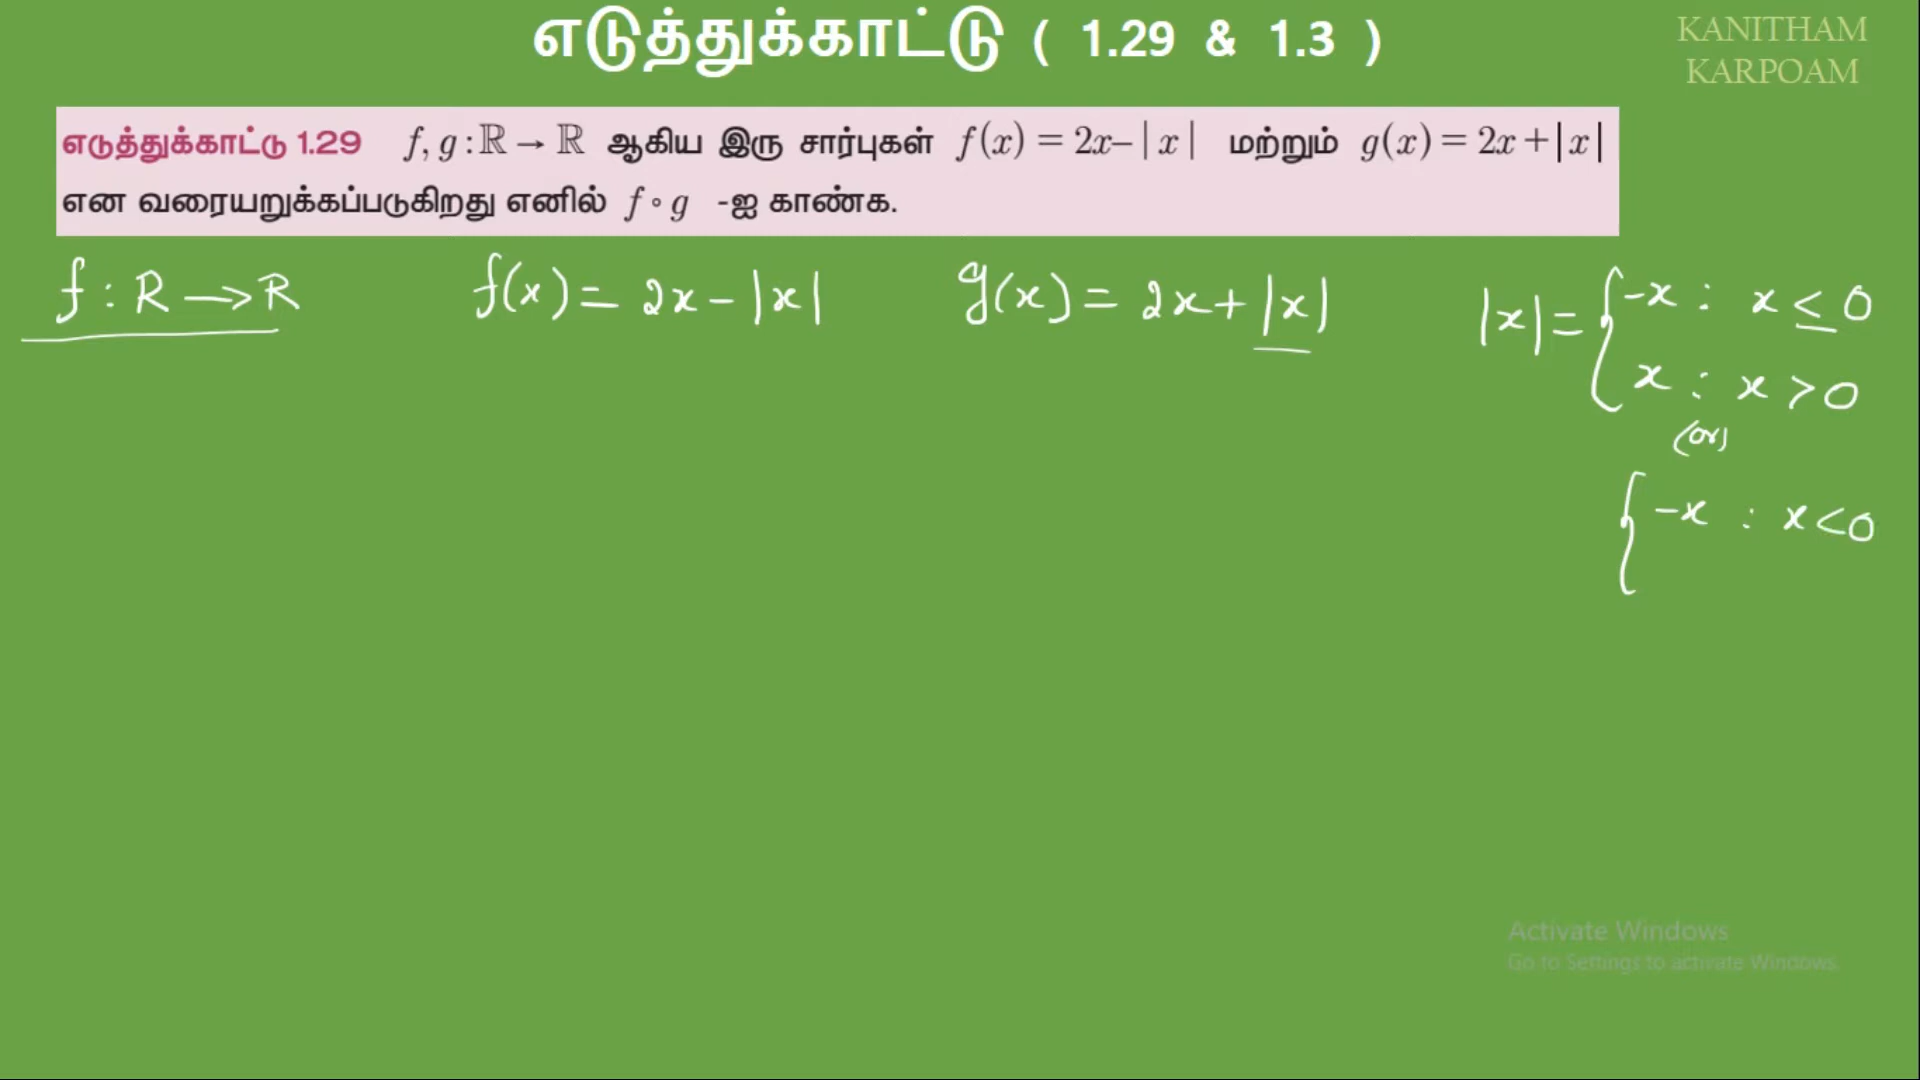 எடுத்துக்காட்டு ( 1.29 & 1.3 )
KANITHAM
KARPOAM
எடுத்துக்காட்டு 1.29 f, g : ℝ → ℝ ஆகிய இரு சார்புகள் f(x) = 2x–| x | மற்றும் g(x) = 2x +| x |
என வரையறுக்கப்படுகிறது எனில் f ∘ g -ஐ காண்க.
f : R → R f(x) = 2x − |x| g(x) = 2x + |x| |x| = { -x : x ≤ 0
x : x > 0
(or)
{ -x : x < 0
Activate Windows
Go to Settings to activate Windows.